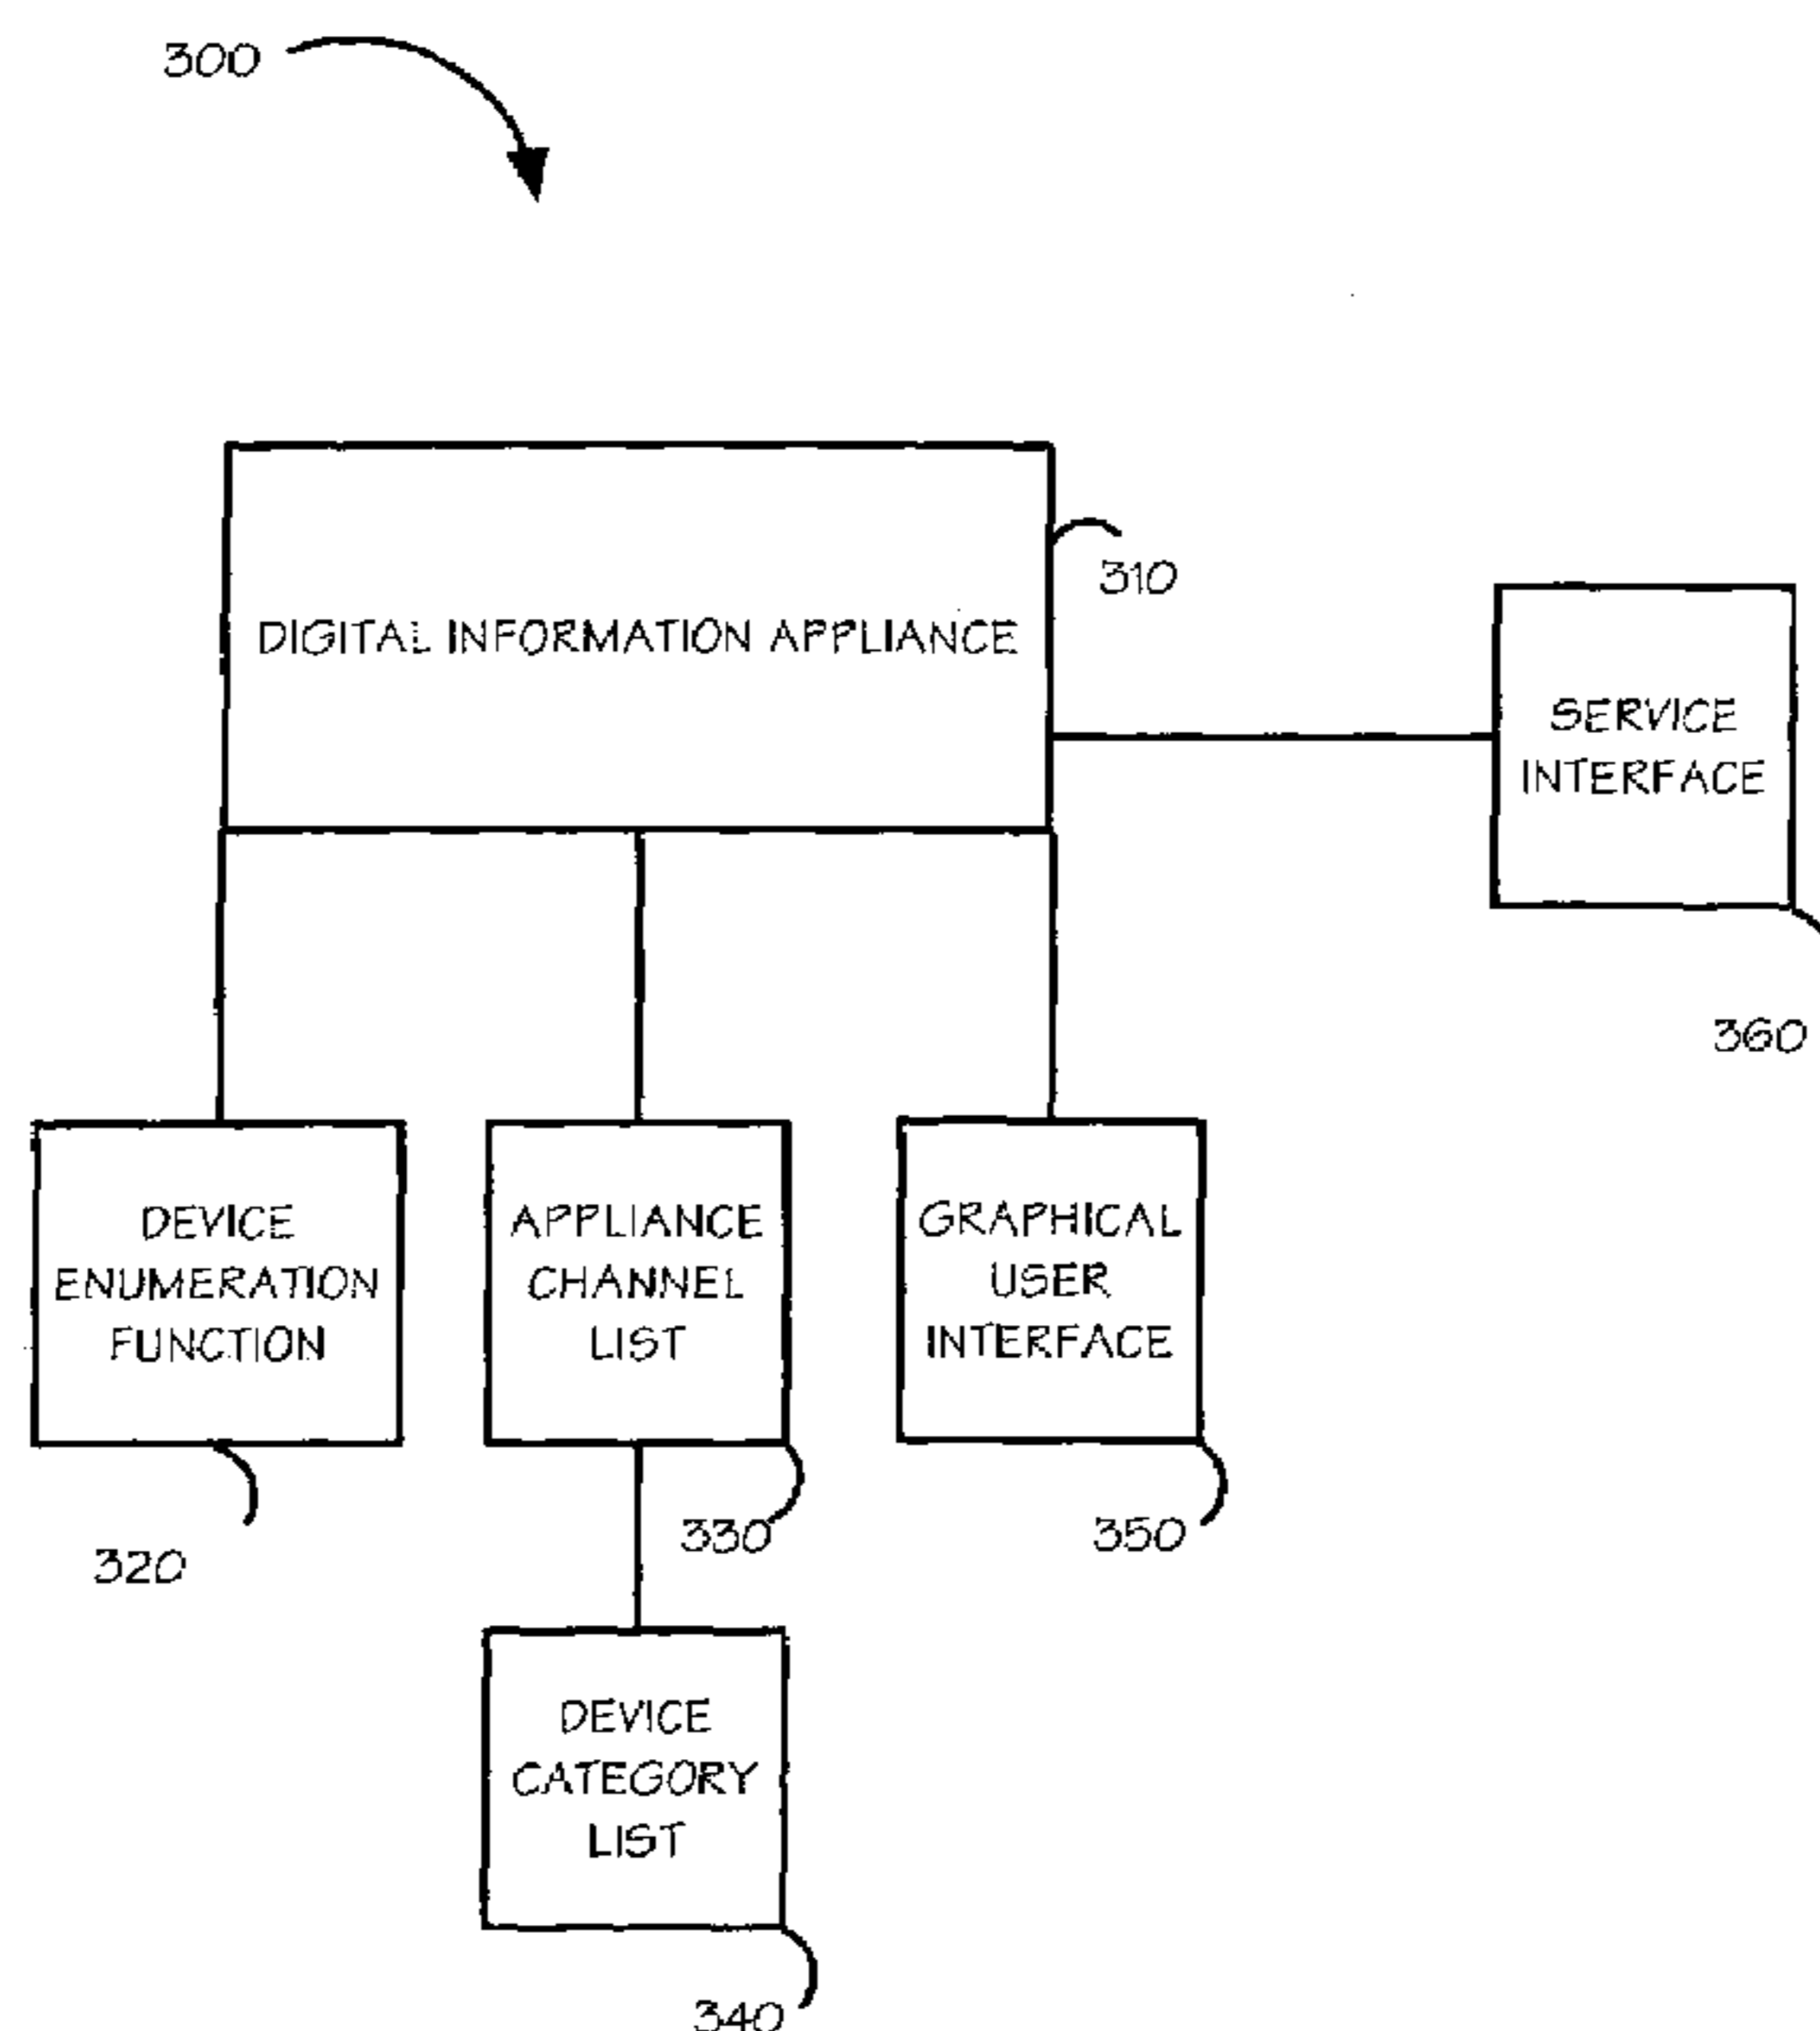 300
310
DIGITAL INFORMATION APPLIANCE
SERVICE
INTERFACE
360
DEVICE
ENUMERATION
FUNCTION
320
APPLIANCE
CHANNEL
LIST
330
GRAPHICAL
USER
INTERFACE
350
DEVICE
CATEGORY
LIST
340